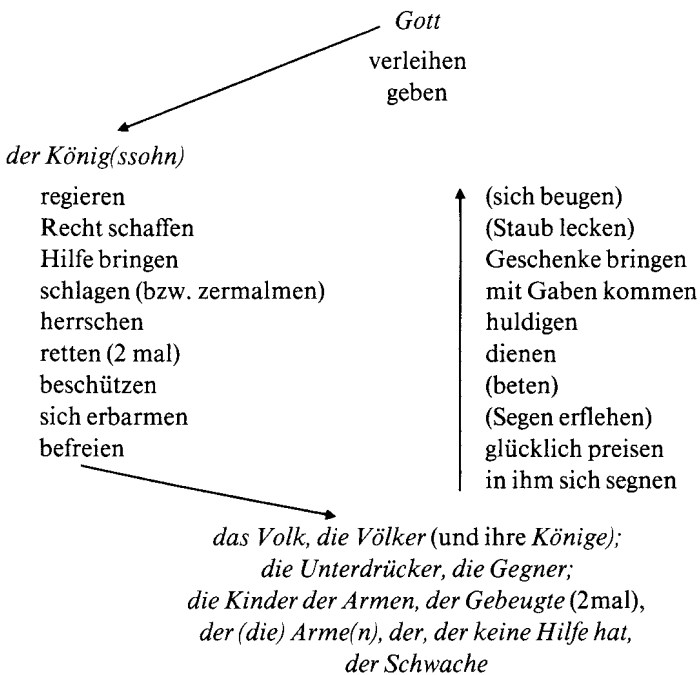 Gott
verleihen
geben
der König(ssohn)
regieren
Recht schaffen
Hilfe bringen
schlagen (bzw. zermalmen)
herrschen
retten (2 mal)
beschützen
sich erbarmen
befreien
(sich beugen)
(Staub lecken)
Geschenke bringen
mit Gaben kommen
huldigen
dienen
(beten)
(Segen erflehen)
glücklich preisen
in ihm sich segnen
das Volk, die Völker (und ihre Könige);
die Unterdrücker, die Gegner;
die Kinder der Armen, der Gebeugte (2mal),
der (die) Arme(n), der, der keine Hilfe hat,
der Schwache